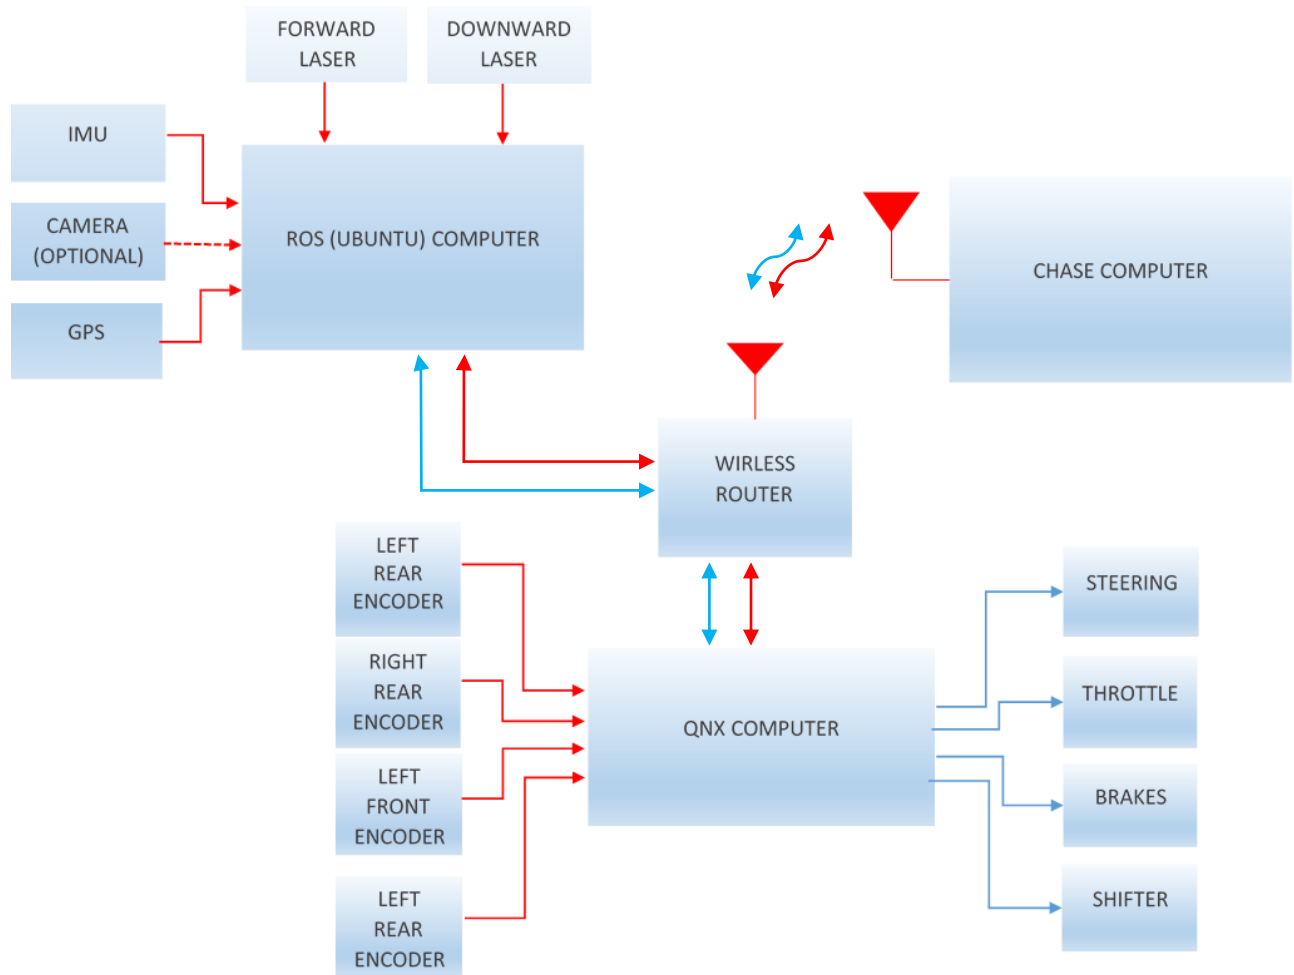 FORWARD
LASER
DOWNWARD
LASER
IMU
CAMERA
(OPTIONAL)
GPS
ROS (UBUNTU) COMPUTER
CHASE COMPUTER
WIRLESS
ROUTER
LEFT
REAR
ENCODER
RIGHT
REAR
ENCODER
LEFT
FRONT
ENCODER
LEFT
REAR
ENCODER
QNX COMPUTER
STEERING
THROTTLE
BRAKES
SHIFTER